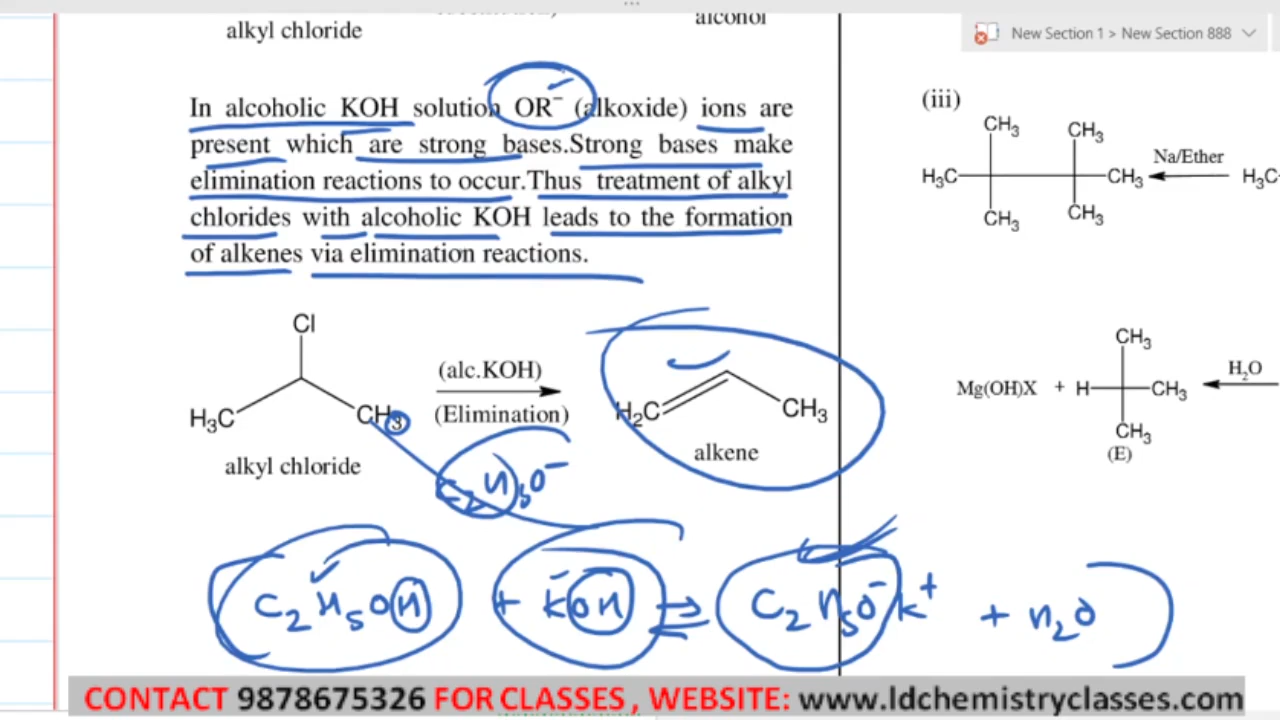 alkyl chloride
alcohol
New Section 1 > New Section 888
In alcoholic KOH solution OR⁻ (alkoxide) ions are
present which are strong bases.Strong bases make
elimination reactions to occur.Thus treatment of alkyl
chlorides with alcoholic KOH leads to the formation
of alkenes via elimination reactions.
Cl
H₃C
CH₃
alkyl chloride
(alc.KOH)
(Elimination)
H₂C
CH₃
alkene
C₂H₅O⁻
C₂H₅OH + KOH ⇌ C₂H₅O⁻K⁺ + H₂O
(iii)
CH₃ CH₃
H₃C CH₃ Na/Ether H₃C
CH₃ CH₃
CH₃
Mg(OH)X + H CH₃ H₂O
CH₃
(E)
CONTACT 9878675326 FOR CLASSES , WEBSITE: www.ldchemistryclasses.com